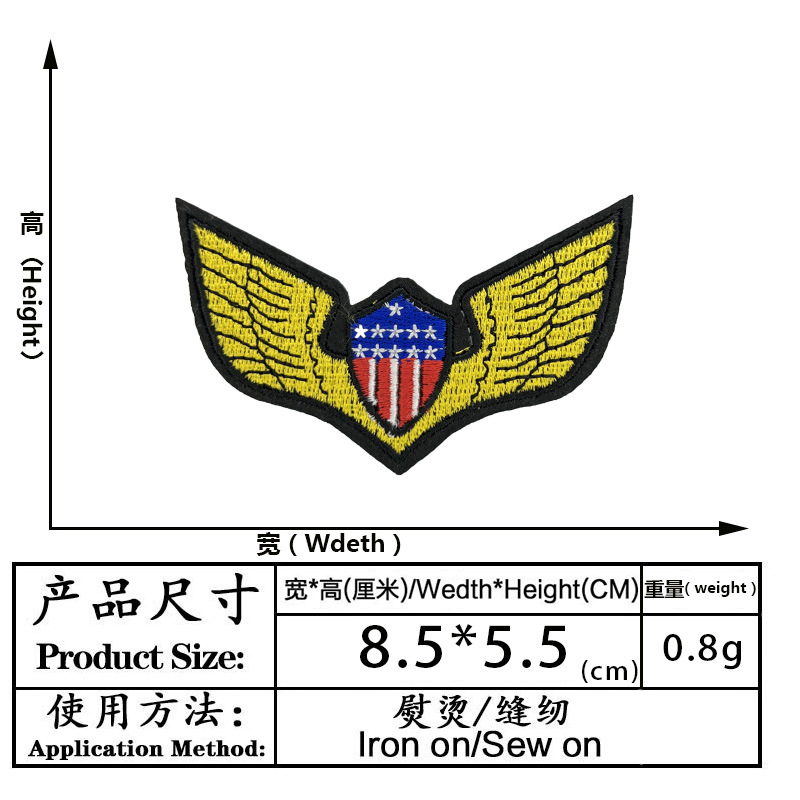 高（Height）
宽（Wdeth）
产品尺寸
Product Size:
宽*高(厘米)/Wedth*Height(CM)
重量( weight )
8.5*5.5 (cm)
0.8g
使用方法：
Application Method:
熨烫/缝纫
Iron on/Sew on